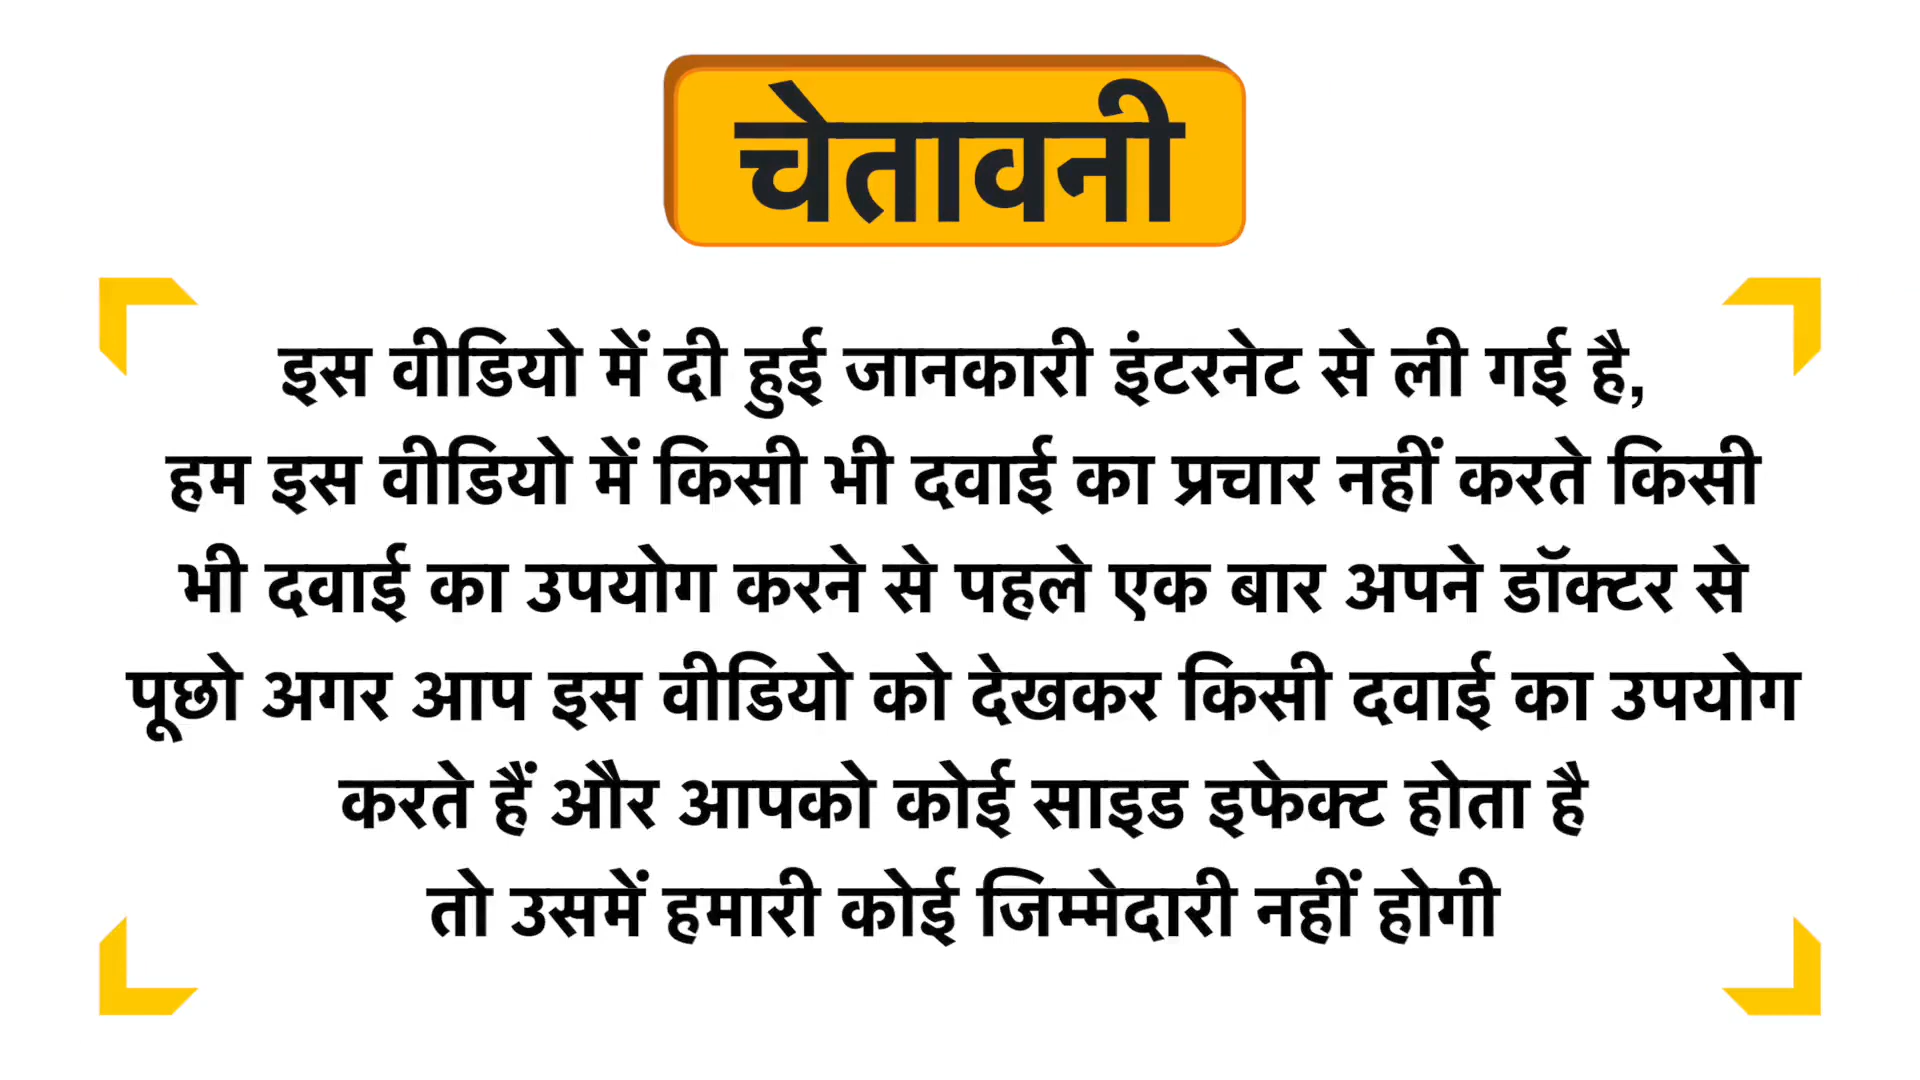 चेतावनी
इस वीडियो में दी हुई जानकारी इंटरनेट से ली गई है,
हम इस वीडियो में किसी भी दवाई का प्रचार नहीं करते किसी
भी दवाई का उपयोग करने से पहले एक बार अपने डॉक्टर से
पूछो अगर आप इस वीडियो को देखकर किसी दवाई का उपयोग
करते हैं और आपको कोई साइड इफेक्ट होता है
तो उसमें हमारी कोई जिम्मेदारी नहीं होगी